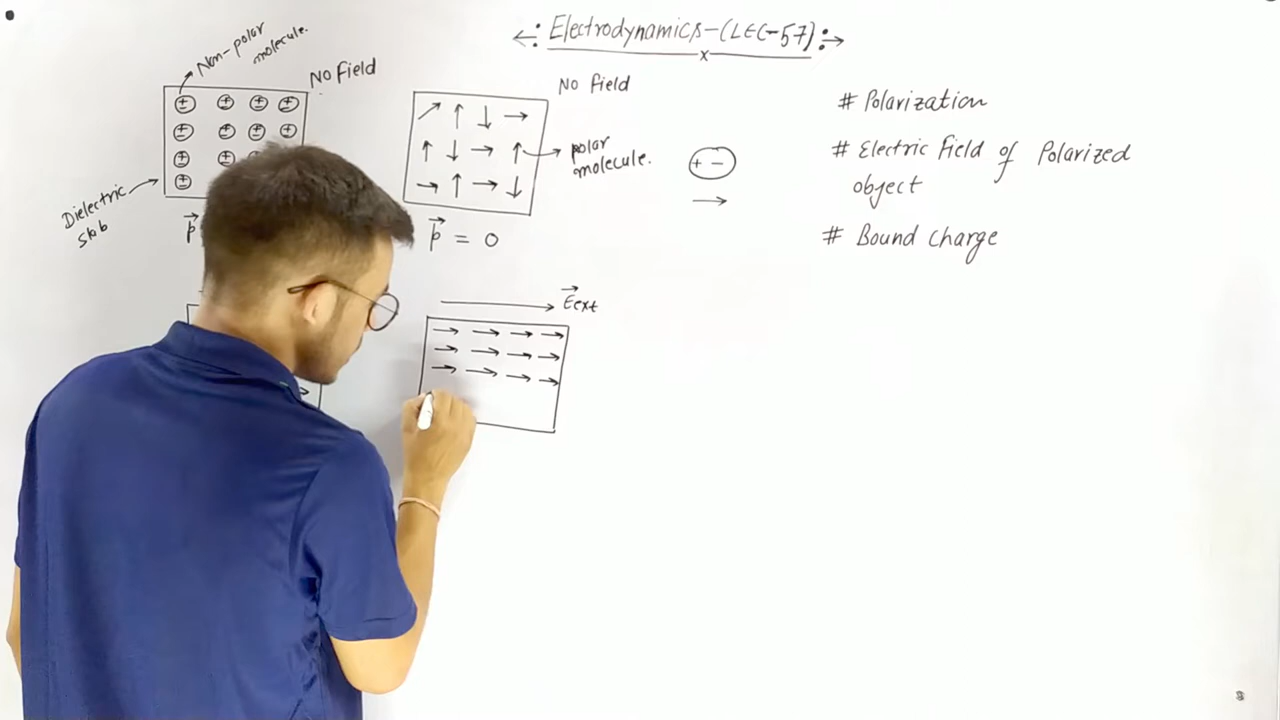 Electrodynamics-(LEC-57)
Non-polar
molecule.
No Field
Dielectric
slab
p
No Field
polar
molecule.
p = 0
+ -
# Polarization
# Electric Field of Polarized
object
# Bound Charge
Eext